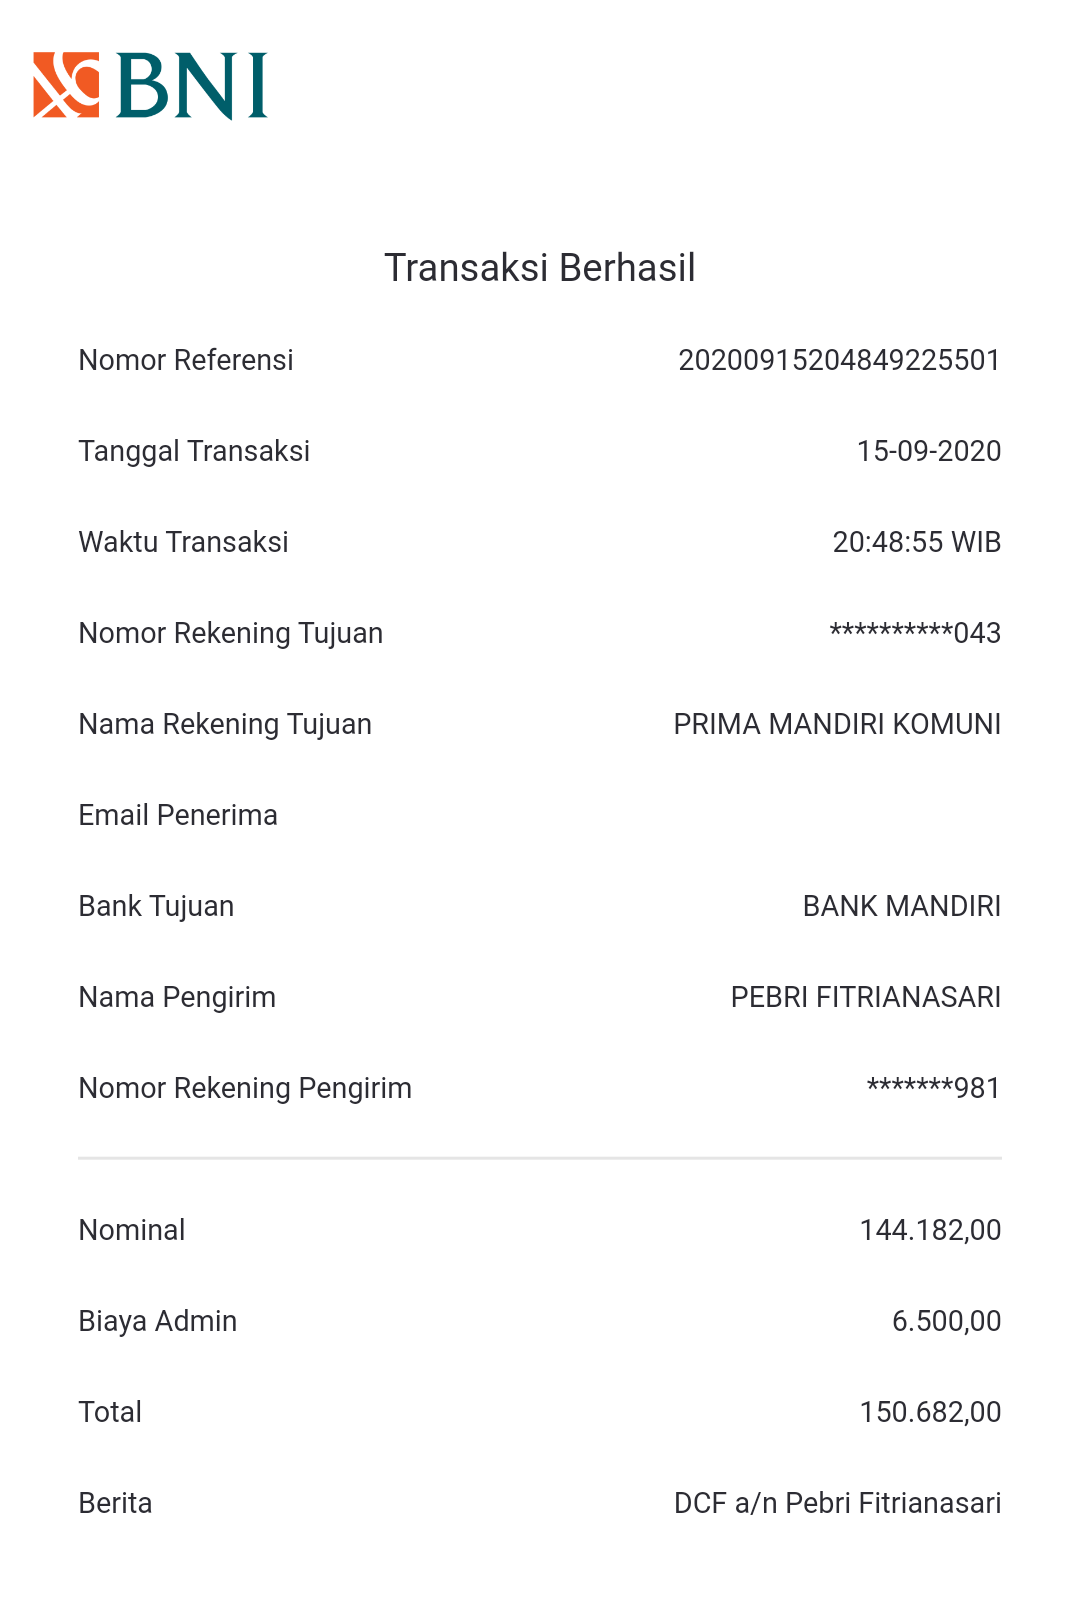 BNI
Transaksi Berhasil
Nomor Referensi 20200915204849225501
Tanggal Transaksi 15-09-2020
Waktu Transaksi 20:48:55 WIB
Nomor Rekening Tujuan **********043
Nama Rekening Tujuan PRIMA MANDIRI KOMUNI
Email Penerima
Bank Tujuan BANK MANDIRI
Nama Pengirim PEBRI FITRIANASARI
Nomor Rekening Pengirim *******981
Nominal 144.182,00
Biaya Admin 6.500,00
Total 150.682,00
Berita DCF a/n Pebri Fitrianasari